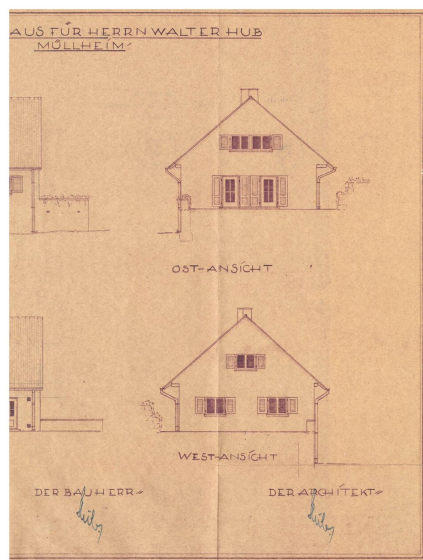 AUS FÜR HERRN WALTER HUB
MÜLLHEIM
OST-ANSICHT
WEST-ANSICHT
DER BAUHERR
DER ARCHITEKT